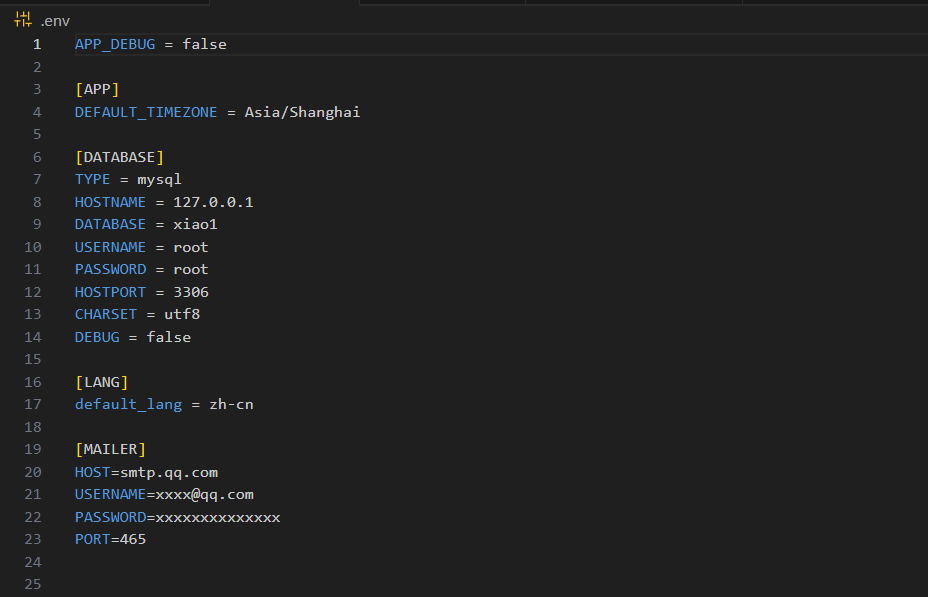 .env
1 APP_DEBUG = false
2
3 [APP]
4 DEFAULT_TIMEZONE = Asia/Shanghai
5
6 [DATABASE]
7 TYPE = mysql
8 HOSTNAME = 127.0.0.1
9 DATABASE = xiao1
10 USERNAME = root
11 PASSWORD = root
12 HOSTPORT = 3306
13 CHARSET = utf8
14 DEBUG = false
15
16 [LANG]
17 default_lang = zh-cn
18
19 [MAILER]
20 HOST=smtp.qq.com
21 USERNAME=xxxx@qq.com
22 PASSWORD=xxxxxxxxxxxxxx
23 PORT=465
24
25